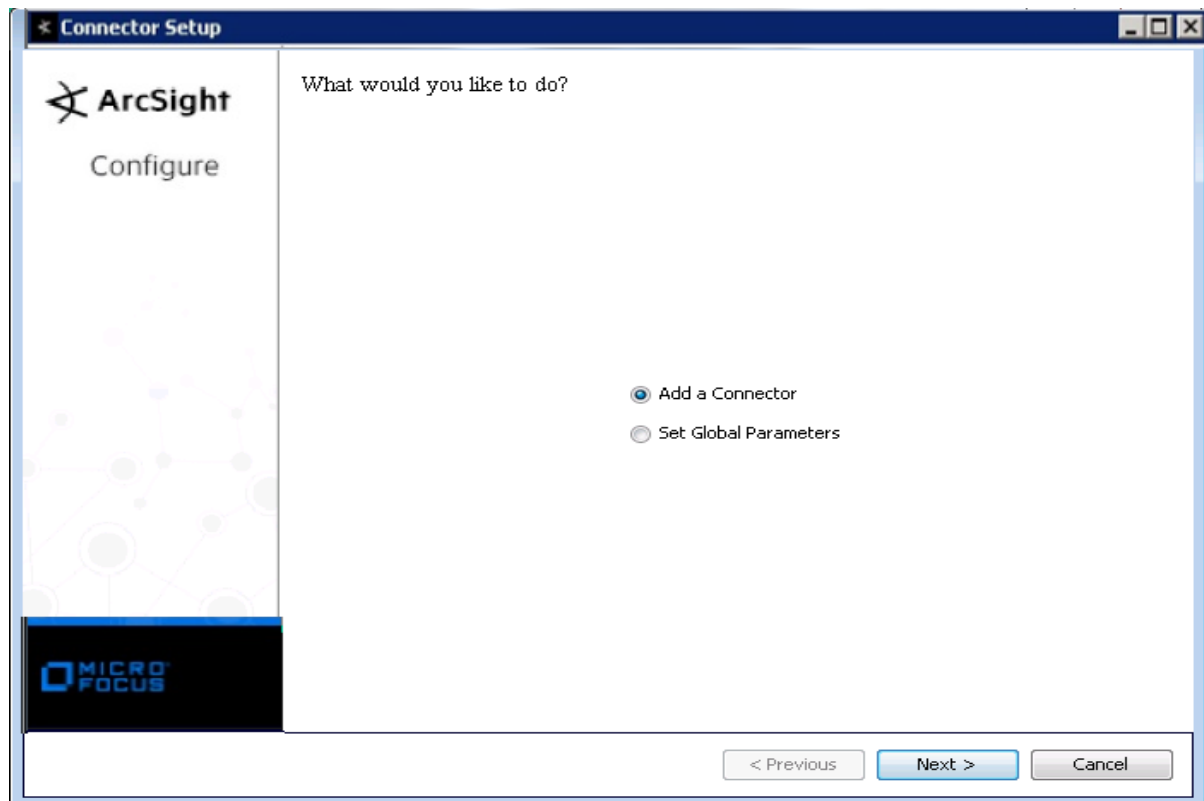 Connector Setup
ArcSight
Configure
What would you like to do?
Add a Connector
Set Global Parameters
MICRO
FOCUS
< Previous
Next >
Cancel